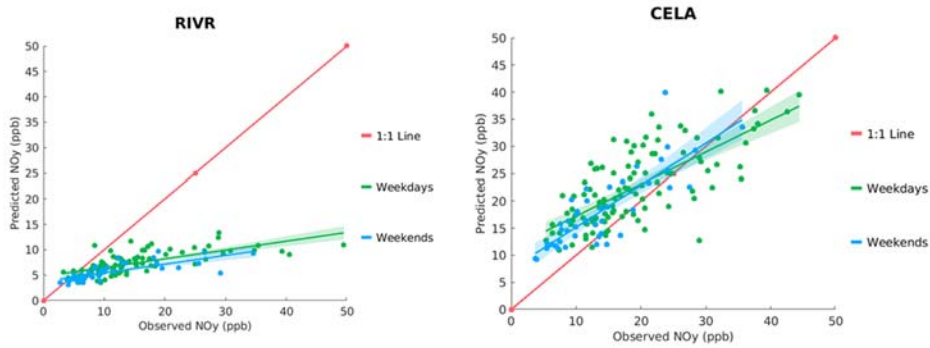 RIVR
50
45
40
35
30
25
20
15
10
5
0
Predicted NOy (ppb)
0 10 20 30 40 50
Observed NOy (ppb)
1:1 Line
Weekdays
Weekends
CELA
50
45
40
35
30
25
20
15
10
5
0
Predicted NOy (ppb)
0 10 20 30 40 50
Observed NOy (ppb)
1:1 Line
Weekdays
Weekends